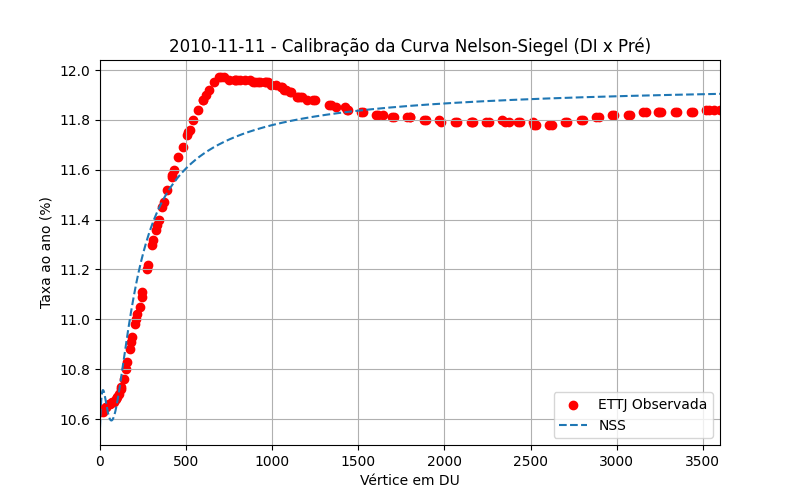 2010-11-11 - Calibração da Curva Nelson-Siegel (DI x Pré)
Taxa ao ano (%)
12.0
11.8
11.6
11.4
11.2
11.0
10.8
10.6
0 500 1000 1500 2000 2500 3000 3500
Vértice em DU
ETTJ Observada
NSS